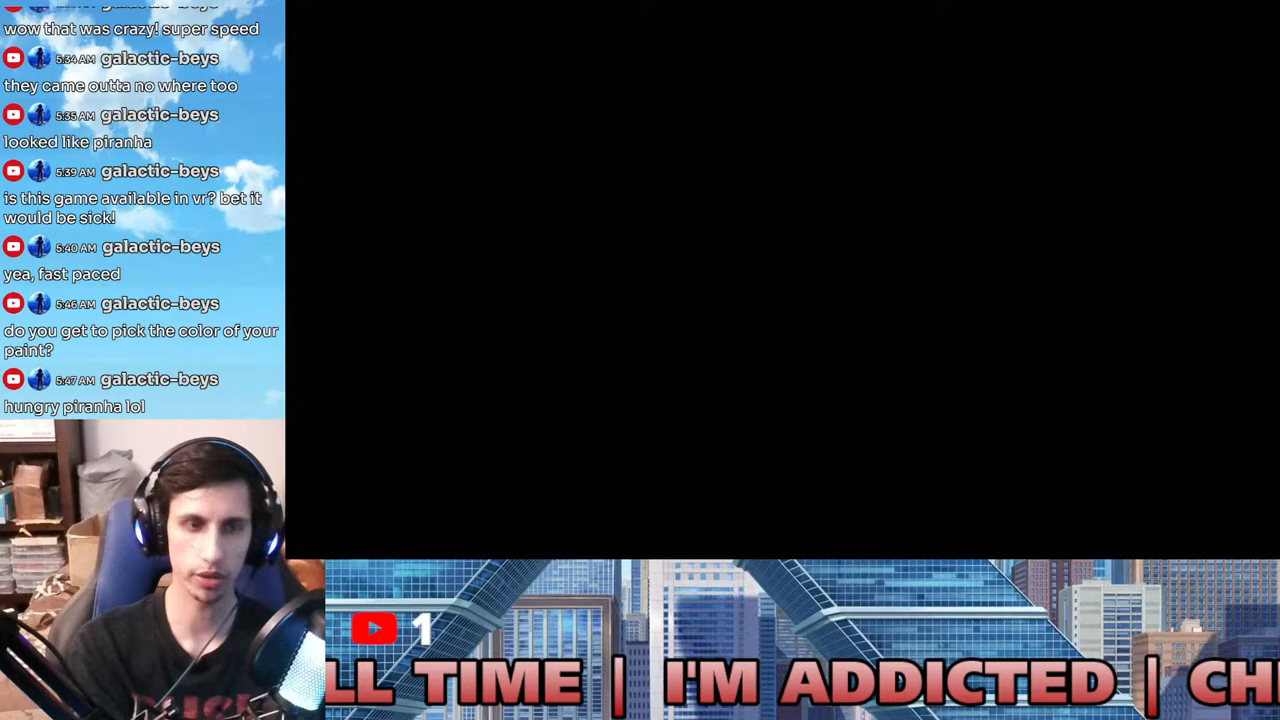 wow that was crazy! super speed
5:34 AM galactic-beys
they came outta no where too
5:35 AM galactic-beys
looked like piranha
5:39 AM galactic-beys
is this game available in vr? bet it
would be sick!
5:40 AM galactic-beys
yea, fast paced
5:46 AM galactic-beys
do you get to pick the color of your
paint?
5:47 AM galactic-beys
hungry piranha lol
1
LL TIME | I'M ADDICTED | CH